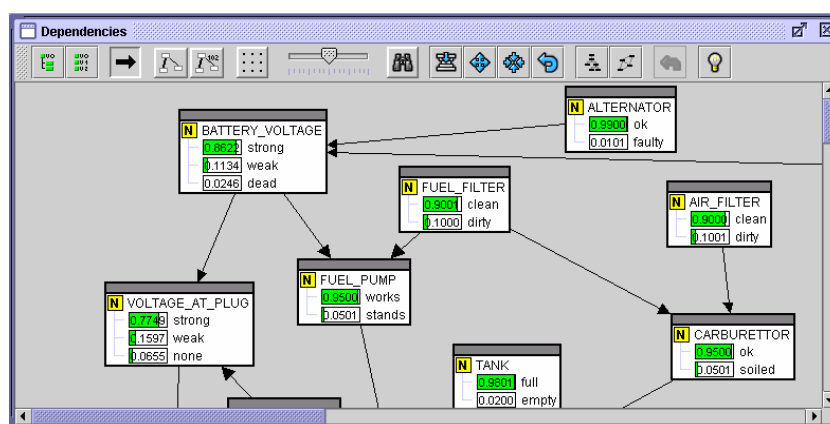 Dependencies
N ALTERNATOR
0.9900 ok
0.0101 faulty
N BATTERY_VOLTAGE
0.8622 strong
0.1134 weak
0.0246 dead
N FUEL_FILTER
0.9001 clean
0.1000 dirty
N AIR_FILTER
0.9000 clean
0.1001 dirty
N FUEL_PUMP
0.9500 works
0.0501 stands
N VOLTAGE_AT_PLUG
0.7749 strong
0.1597 weak
0.0655 none
N CARBURETTOR
0.9500 ok
0.0501 soiled
N TANK
0.9801 full
0.0200 empty